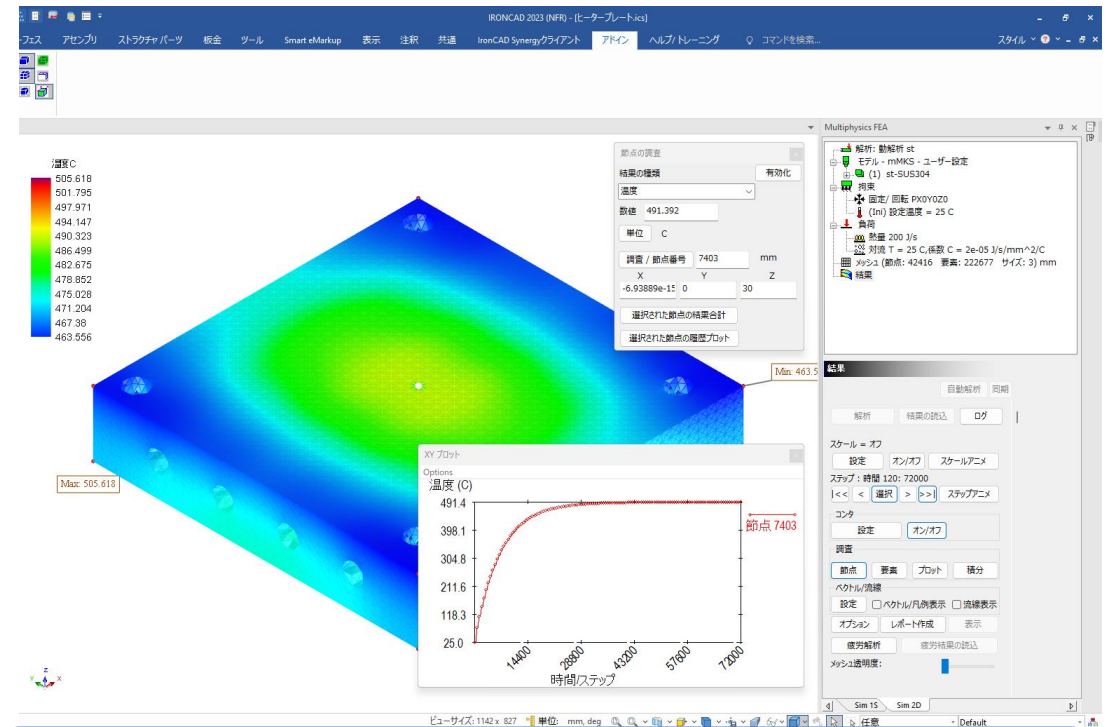 IRONCAD 2023 (NFR) - [ヒータープレート.ics]
ーフェス アセンブリ ストラクチャ パーツ 板金 ツール Smart eMarkup 表示 注釈 共通 IronCAD Synergyクライアント アドイン ヘルプ/トレーニング コマンドを検索... スタイル
Multiphysics FEA
解析: 動解析 st
モデル - mMKS - ユーザー設定
(1) st-SUS304
拘束
固定/ 回転 PX0Y0Z0
(Ini) 設定温度 = 25 C
負荷
熱量 200 J/s
対流 T = 25 C,係数 C = 2e-05 J/s/mm^2/C
メッシュ (節点: 42416 要素: 222677 サイズ: 3) mm
結果
温度 C
505.618
501.795
497.971
494.147
490.323
486.499
482.675
478.852
475.028
471.204
467.38
463.556
節点の調査
結果の種類 有効化
温度
数値 491.392
単位 C
調査 / 節点番号 7403 mm
X Y Z
-6.93889e-15 0 30
選択された節点の結果合計
選択された節点の履歴プロット
Min: 463.5
Max: 505.618
XY プロット
Options
温度 (C)
491.4
398.1
304.8
211.6
118.3
25.0
節点 7403
14400 28800 43200 57600 72000
時間/ステップ
結果
自動解析 同期
解析 結果の読込 ログ
スケール = オフ
設定 オン/オフ スケールアニメ
ステップ : 時間 120: 72000
|<< < 選択 > >>| ステップアニメ
コンタ
設定 オン/オフ
調査
節点 要素 プロット 積分
ベクトル/流線
設定 ベクトル/凡例表示 流線表示
オプション レポート作成 表示
疲労解析 疲労結果の読込
メッシュ透明度:
Sim 1S Sim 2D
Z
Y X
ビューサイズ: 1142 x 827 単位: mm, deg 任意 Default